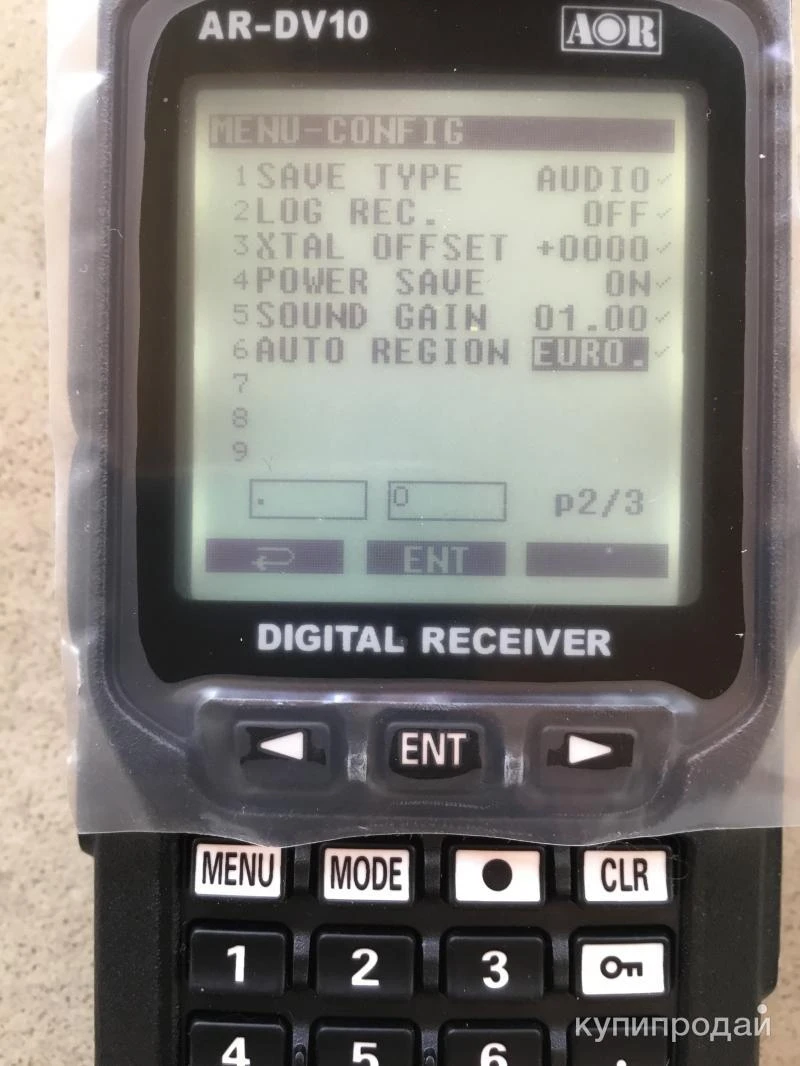 AR-DV10 AOR
MENU-CONFIG
1 SAVE TYPE AUDIO
2 LOG REC. OFF
3 XTAL OFFSET +0000
4 POWER SAVE ON
5 SOUND GAIN 01.00
6 AUTO REGION EURO.
7
8
9
. 0 p2/3
ENT
DIGITAL RECEIVER
ENT
MENU MODE CLR
1 2 3
4 5 6 .
купипродай